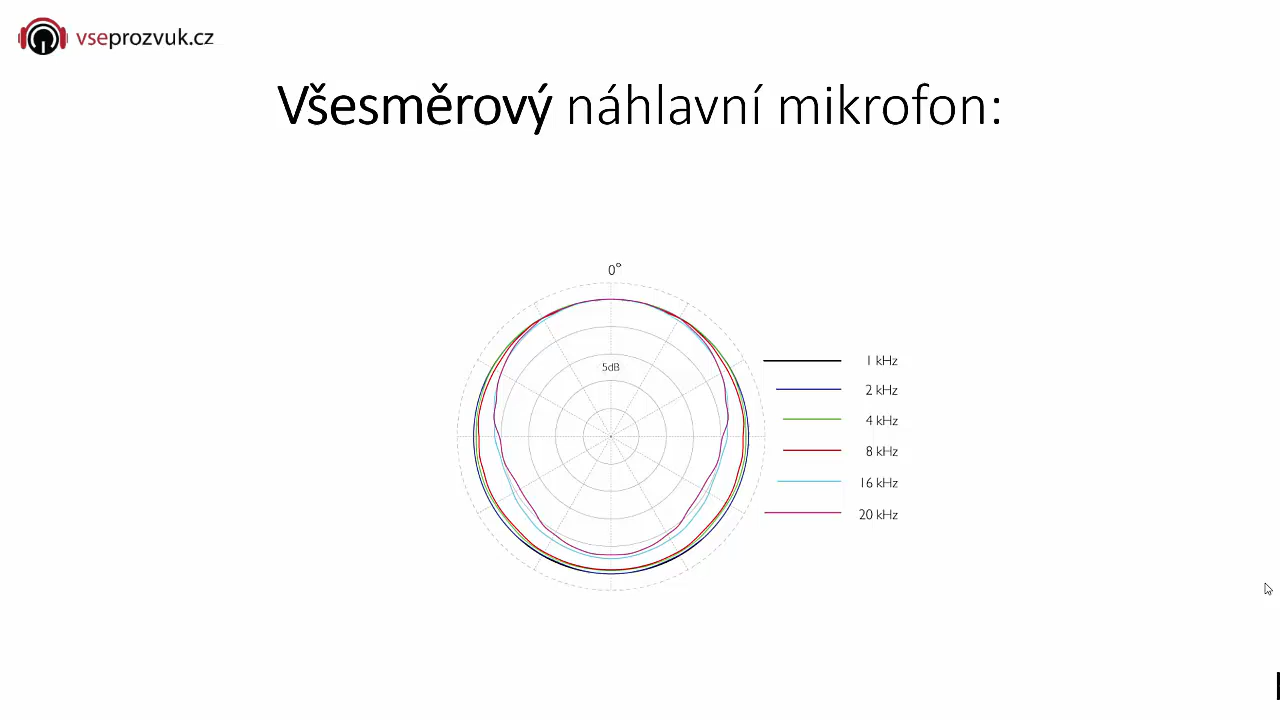 vseprozvuk.cz
Všesměrový náhlavní mikrofon:
0°
5dB
1 kHz
2 kHz
4 kHz
8 kHz
16 kHz
20 kHz